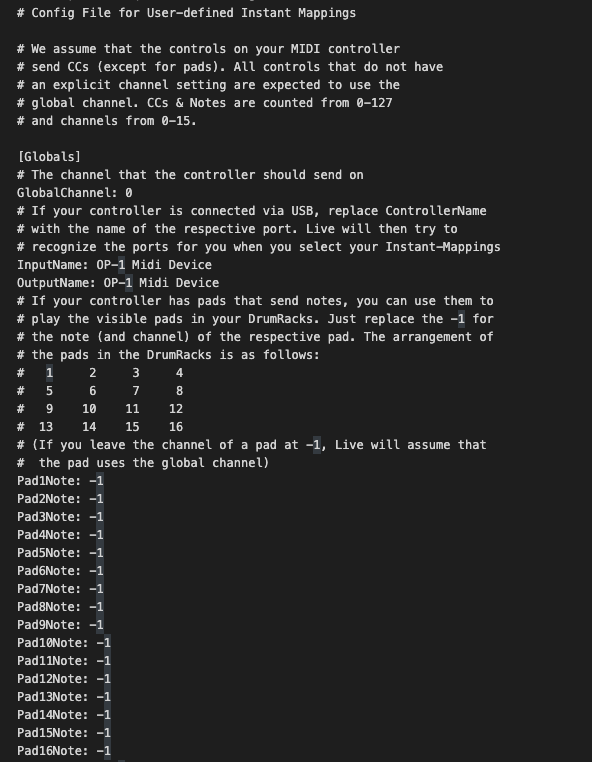 # Config File for User-defined Instant Mappings
# We assume that the controls on your MIDI controller
# send CCs (except for pads). All controls that do not have
# an explicit channel setting are expected to use the
# global channel. CCs & Notes are counted from 0-127
# and channels from 0-15.
[Globals]
# The channel that the controller should send on
GlobalChannel: 0
# If your controller is connected via USB, replace ControllerName
# with the name of the respective port. Live will then try to
# recognize the ports for you when you select your Instant-Mappings
InputName: OP-1 Midi Device
OutputName: OP-1 Midi Device
# If your controller has pads that send notes, you can use them to
# play the visible pads in your DrumRacks. Just replace the -1 for
# the note (and channel) of the respective pad. The arrangement of
# the pads in the DrumRacks is as follows:
#   1     2     3     4
#   5     6     7     8
#   9    10    11    12
#  13    14    15    16
# (If you leave the channel of a pad at -1, Live will assume that
#  the pad uses the global channel)
Pad1Note: -1
Pad2Note: -1
Pad3Note: -1
Pad4Note: -1
Pad5Note: -1
Pad6Note: -1
Pad7Note: -1
Pad8Note: -1
Pad9Note: -1
Pad10Note: -1
Pad11Note: -1
Pad12Note: -1
Pad13Note: -1
Pad14Note: -1
Pad15Note: -1
Pad16Note: -1